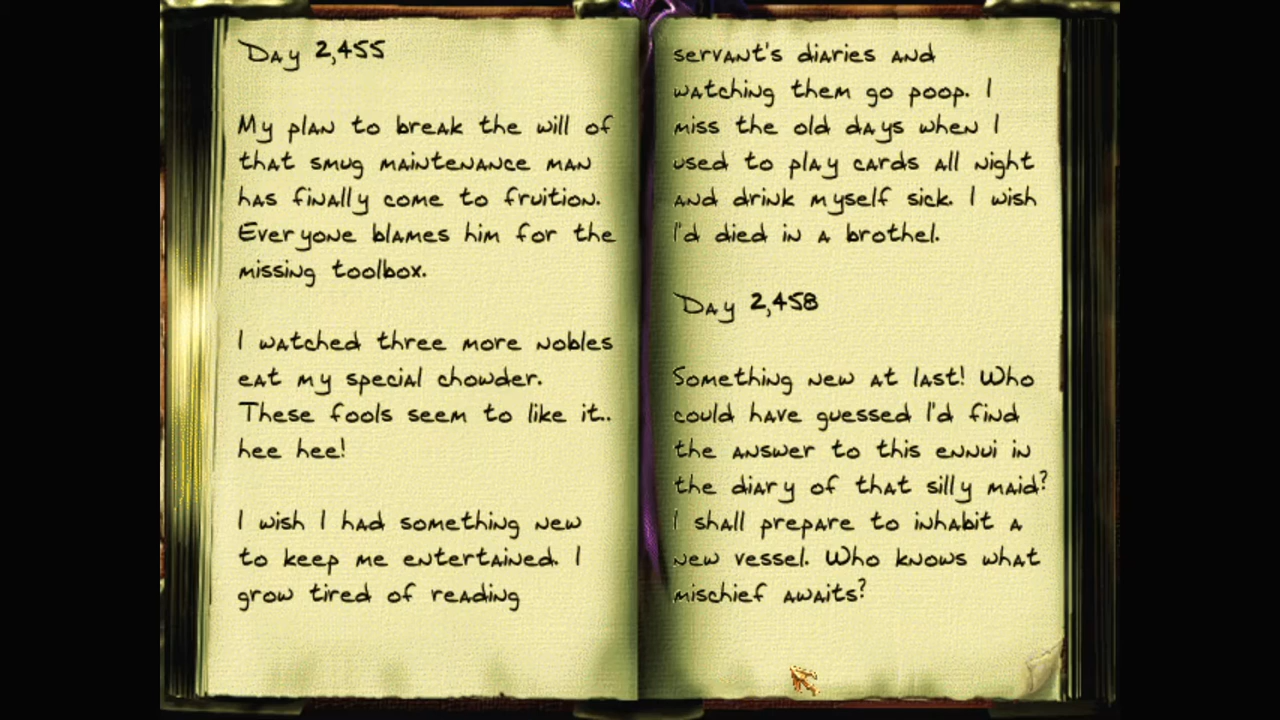 Day 2,455
My plan to break the will of
that smug maintenance man
has finally come to fruition.
Everyone blames him for the
missing toolbox.
I watched three more nobles
eat my special chowder.
These fools seem to like it..
hee hee!
I wish I had something new
to keep me entertained. I
grow tired of reading
servant's diaries and
watching them go poop. I
miss the old days when I
used to play cards all night
and drink myself sick. I wish
I'd died in a brothel.
Day 2,458
Something new at last! Who
could have guessed I'd find
the answer to this ennui in
the diary of that silly maid?
I shall prepare to inhabit a
new vessel. Who knows what
mischief awaits?